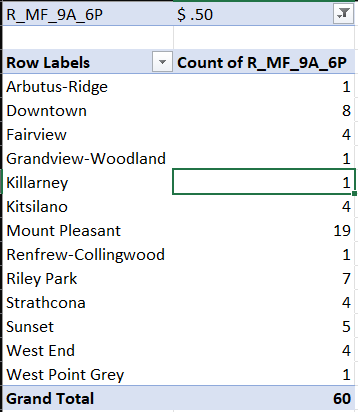 R_MF_9A_6P $ .50
Row Labels Count of R_MF_9A_6P
Arbutus-Ridge 1
Downtown 8
Fairview 4
Grandview-Woodland 1
Killarney 1
Kitsilano 4
Mount Pleasant 19
Renfrew-Collingwood 1
Riley Park 7
Strathcona 4
Sunset 5
West End 4
West Point Grey 1
Grand Total 60